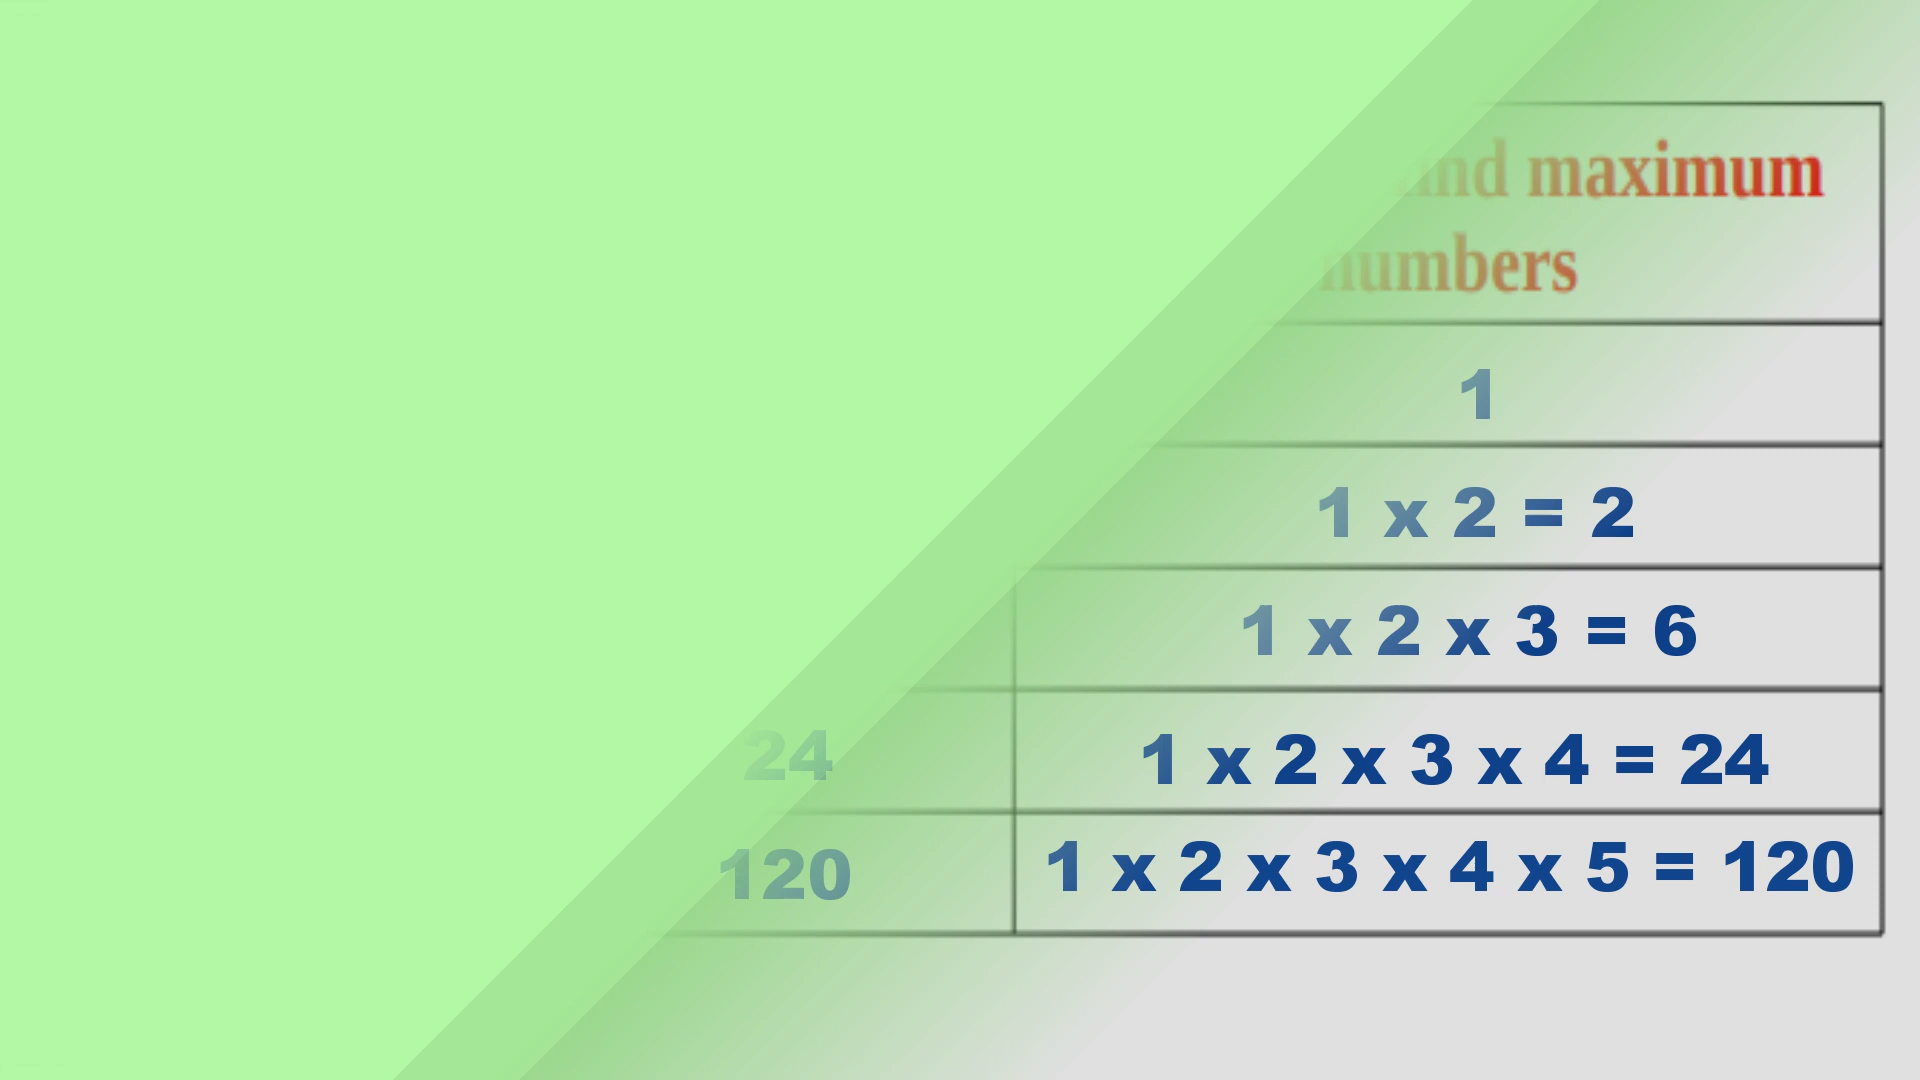 maximum
numbers
1
1 x 2 = 2
1 x 2 x 3 = 6
24 1 x 2 x 3 x 4 = 24
120 1 x 2 x 3 x 4 x 5 = 120